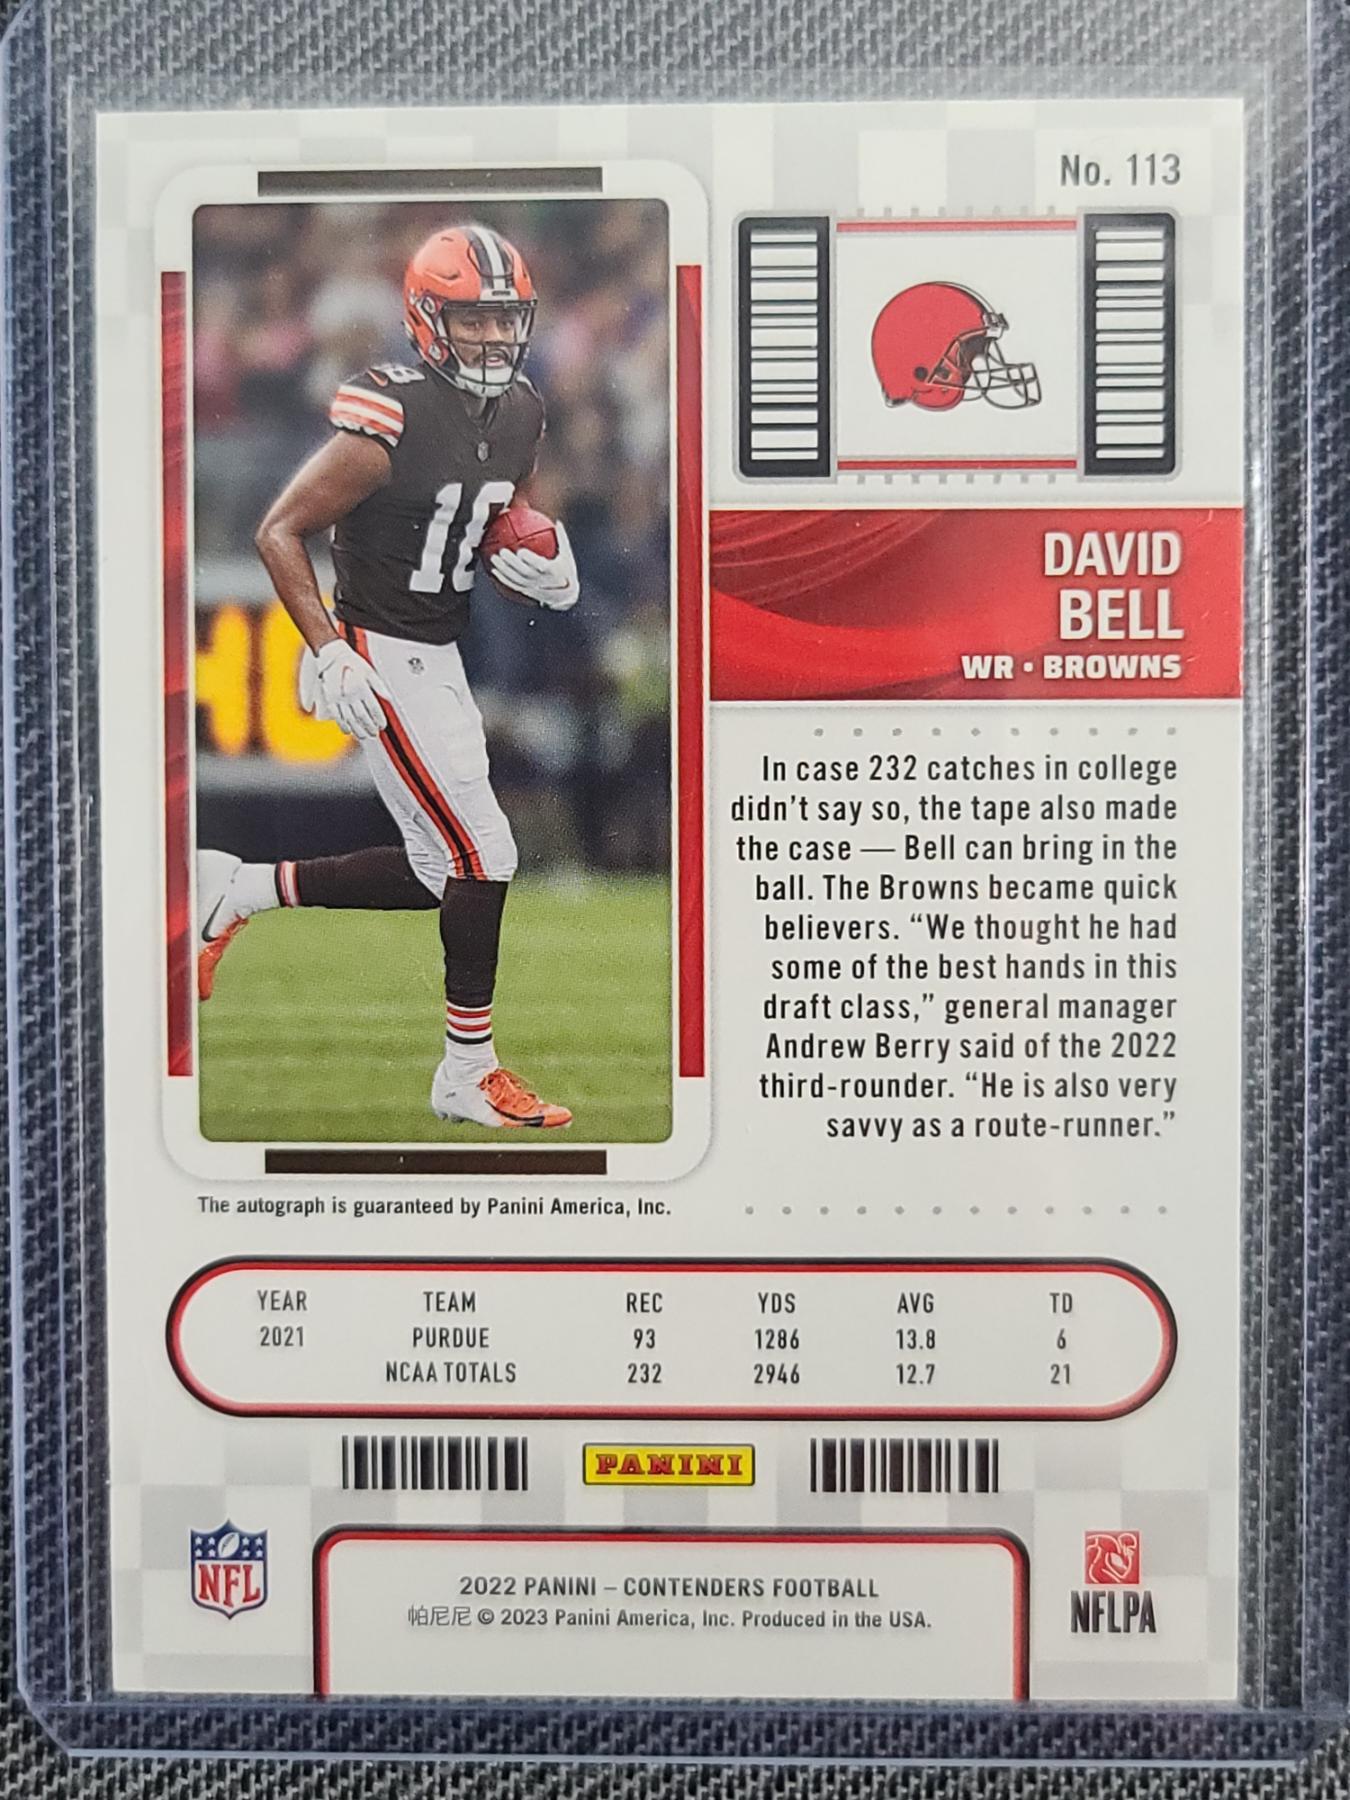 No. 113
18
18
HO
DAVID
BELL
WR • BROWNS
In case 232 catches in college
didn't say so, the tape also made
the case — Bell can bring in the
ball. The Browns became quick
believers. “We thought he had
some of the best hands in this
draft class,” general manager
Andrew Berry said of the 2022
third-rounder. “He is also very
savvy as a route-runner.”
The autograph is guaranteed by Panini America, Inc.
YEAR TEAM REC YDS AVG TD
2021 PURDUE 93 1286 13.8 6
NCAA TOTALS 232 2946 12.7 21
PANINI
NFL
NFLPA
2022 PANINI – CONTENDERS FOOTBALL
帕尼尼 © 2023 Panini America, Inc. Produced in the USA.